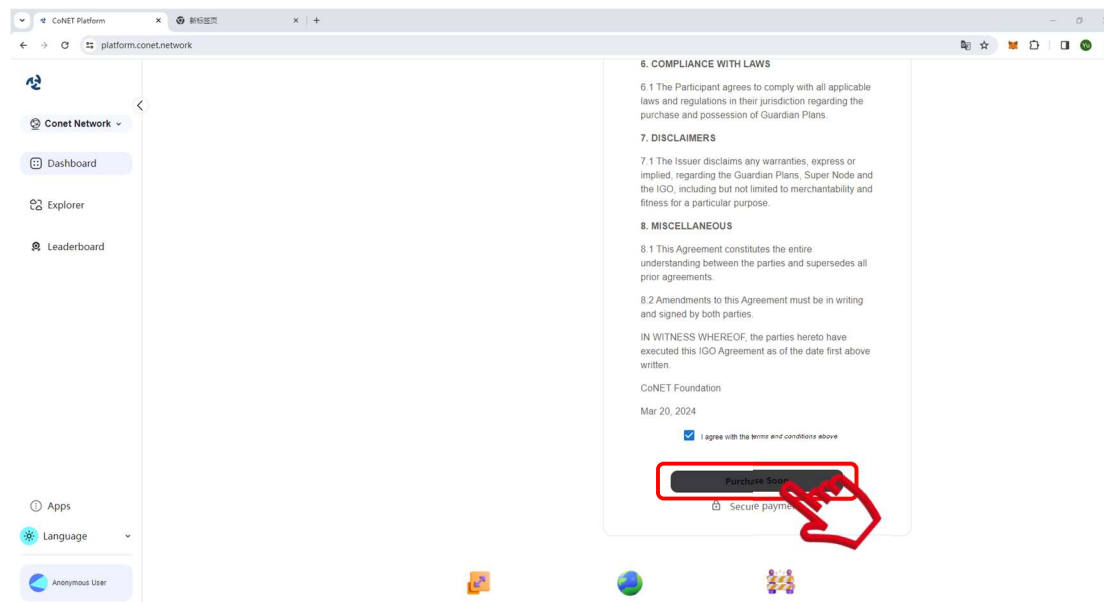 CoNET Platform
新标签页
platform.conet.network
Conet Network
Dashboard
Explorer
Leaderboard
Apps
Language
Anonymous User
6. COMPLIANCE WITH LAWS
6.1 The Participant agrees to comply with all applicable
laws and regulations in their jurisdiction regarding the
purchase and possession of Guardian Plans.
7. DISCLAIMERS
7.1 The Issuer disclaims any warranties, express or
implied, regarding the Guardian Plans, Super Node and
the IGO, including but not limited to merchantability and
fitness for a particular purpose.
8. MISCELLANEOUS
8.1 This Agreement constitutes the entire
understanding between the parties and supersedes all
prior agreements.
8.2 Amendments to this Agreement must be in writing
and signed by both parties.
IN WITNESS WHEREOF, the parties hereto have
executed this IGO Agreement as of the date first above
written.
CoNET Foundation
Mar 20, 2024
I agree with the terms and conditions above
Purchase Soon
Secure payme
Yu